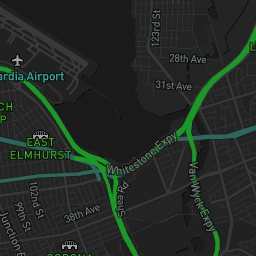 123rd St
28th Ave
31st Ave
ardia Airport
EAST
ELMHURST
Whitestone Expy
Van Wyck Expy
Shea Rd
102nd St
99th St
38th Ave
Junction B